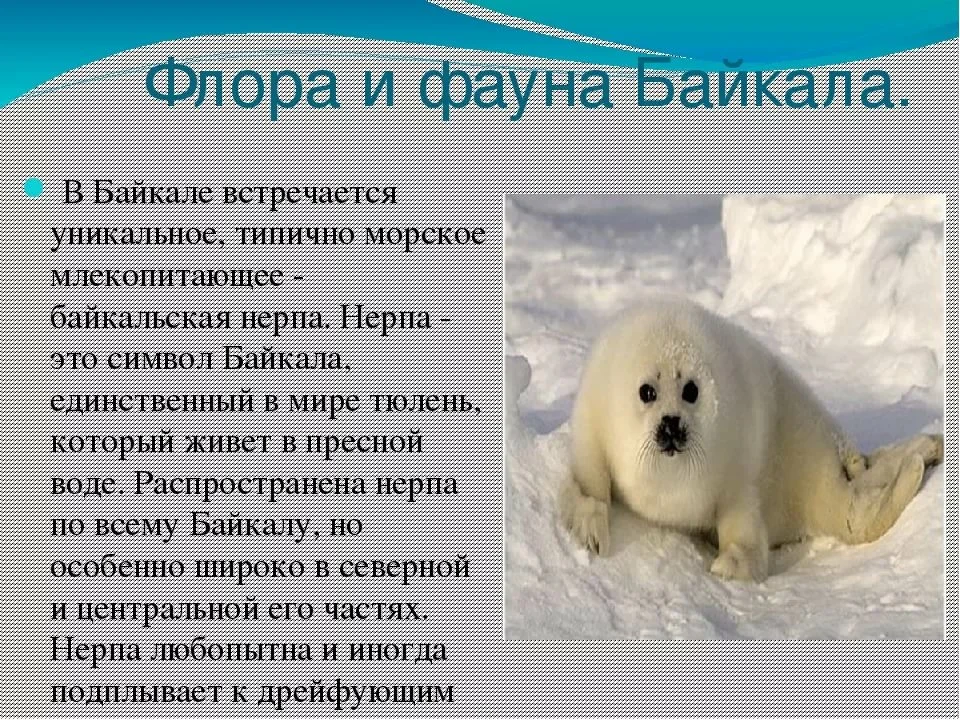 Флора и фауна Байкала.
В Байкале встречается
уникальное, типично морское
млекопитающее -
байкальская нерпа. Нерпа -
это символ Байкала,
единственный в мире тюлень,
который живет в пресной
воде. Распространена нерпа
по всему Байкалу, но
особенно широко в северной
и центральной его частях.
Нерпа любопытна и иногда
подплывает к дрейфующим